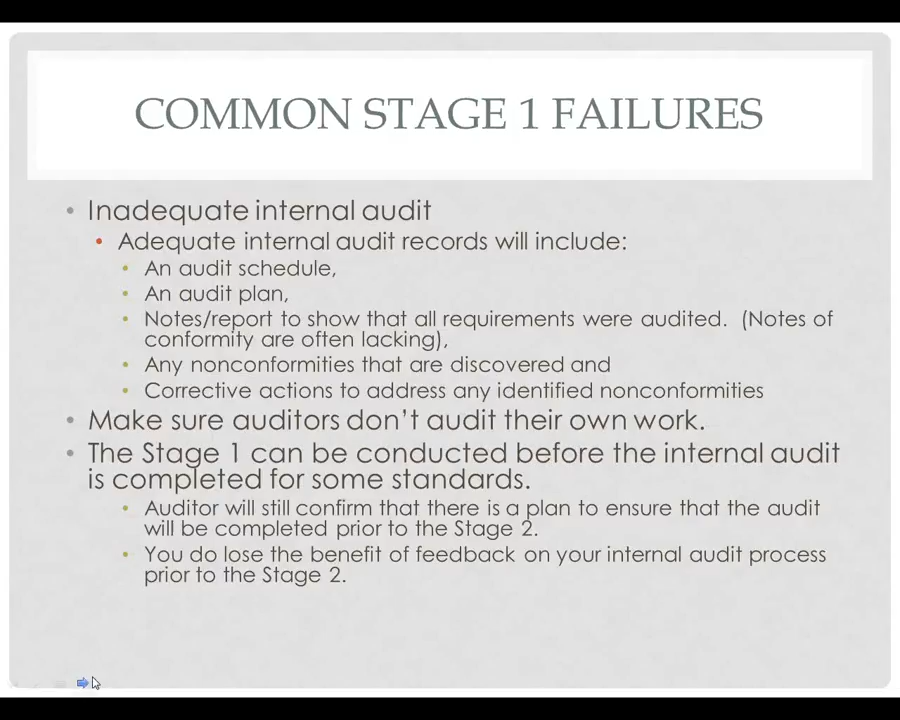 COMMON STAGE 1 FAILURES
• Inadequate internal audit
• Adequate internal audit records will include:
• An audit schedule,
• An audit plan,
• Notes/report to show that all requirements were audited.  (Notes of
conformity are often lacking),
• Any nonconformities that are discovered and
• Corrective actions to address any identified nonconformities
• Make sure auditors don’t audit their own work.
• The Stage 1 can be conducted before the internal audit
is completed for some standards.
• Auditor will still confirm that there is a plan to ensure that the audit
will be completed prior to the Stage 2.
• You do lose the benefit of feedback on your internal audit process
prior to the Stage 2.